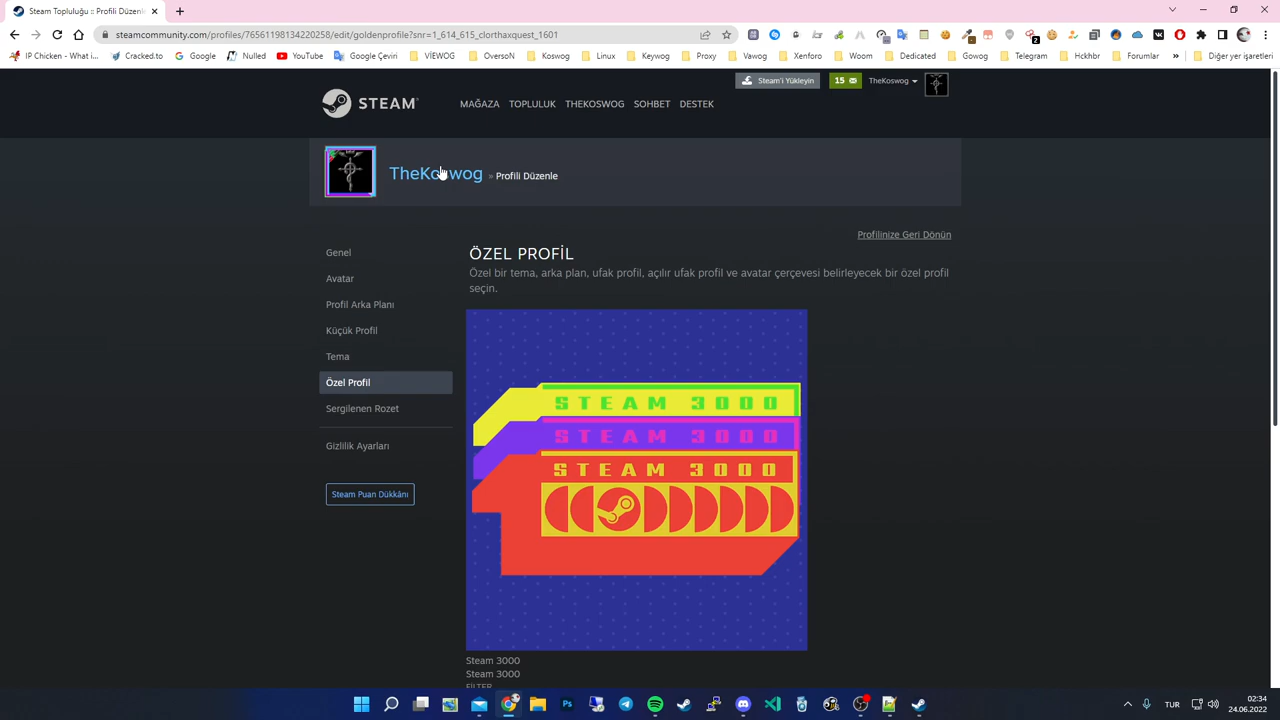 Steam Topluluğu :: Profili Düzenle
steamcommunity.com/profiles/76561198134220258/edit/goldenprofile?snr=1_614_615_clorthaxquest_1601
IP Chicken - What i...
Cracked.to
Google
Nulled
YouTube
Google Çeviri
VİEWOG
OversoN
Koswog
Linux
Keywog
Proxy
Vawog
Xenforo
Woom
Dedicated
Gowog
Telegram
Hckhbr
Forumlar
»
Diğer yer işaretleri
Steam'i Yükleyin
15
TheKoswog
STEAM
MAĞAZA
TOPLULUK
THEKOSWOG
SOHBET
DESTEK
TheKoswog » Profili Düzenle
Profilinize Geri Dönün
Genel
Avatar
Profil Arka Planı
Küçük Profil
Tema
Özel Profil
Sergilenen Rozet
Gizlilik Ayarları
Steam Puan Dükkânı
ÖZEL PROFİL
Özel bir tema, arka plan, ufak profil, açılır ufak profil ve avatar çerçevesi belirleyecek bir özel profil
seçin.
STEAM 3000
STEAM 3000
STEAM 3000
Steam 3000
Steam 3000
FİLTER
TUR
02:34
24.06.2022